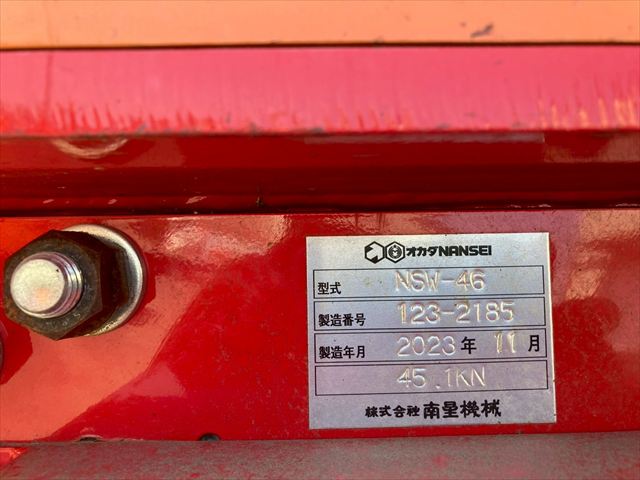 オカダNANSEI
型式 NSW-46
製造番号 123-2185
製造年月 2023年 11月
45.1KN
株式会社 南星機械